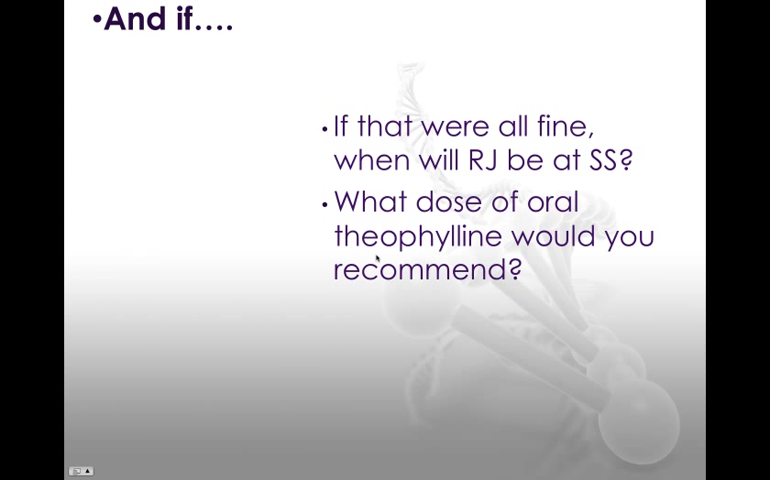 •And if….
• If that were all fine,
when will RJ be at SS?
• What dose of oral
theophylline would you
recommend?